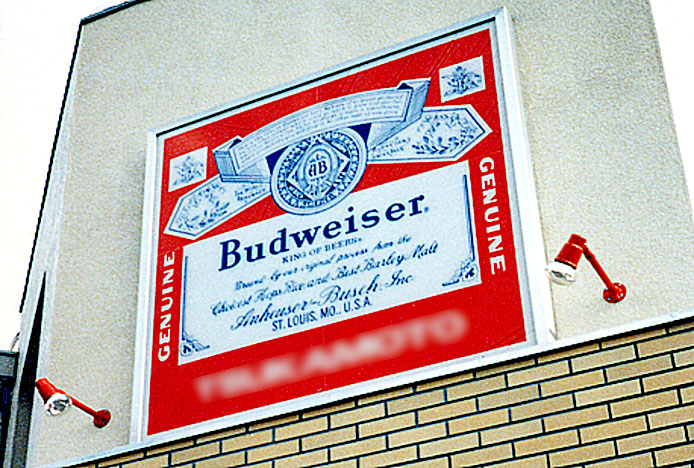 GENUINE
GENUINE
Budweiser®
KING OF BEERS®
Brewed by our original process from the
Choicest Hops, Rice and Best Barley Malt
Anheuser-Busch, Inc.
ST. LOUIS, MO., U.S.A.